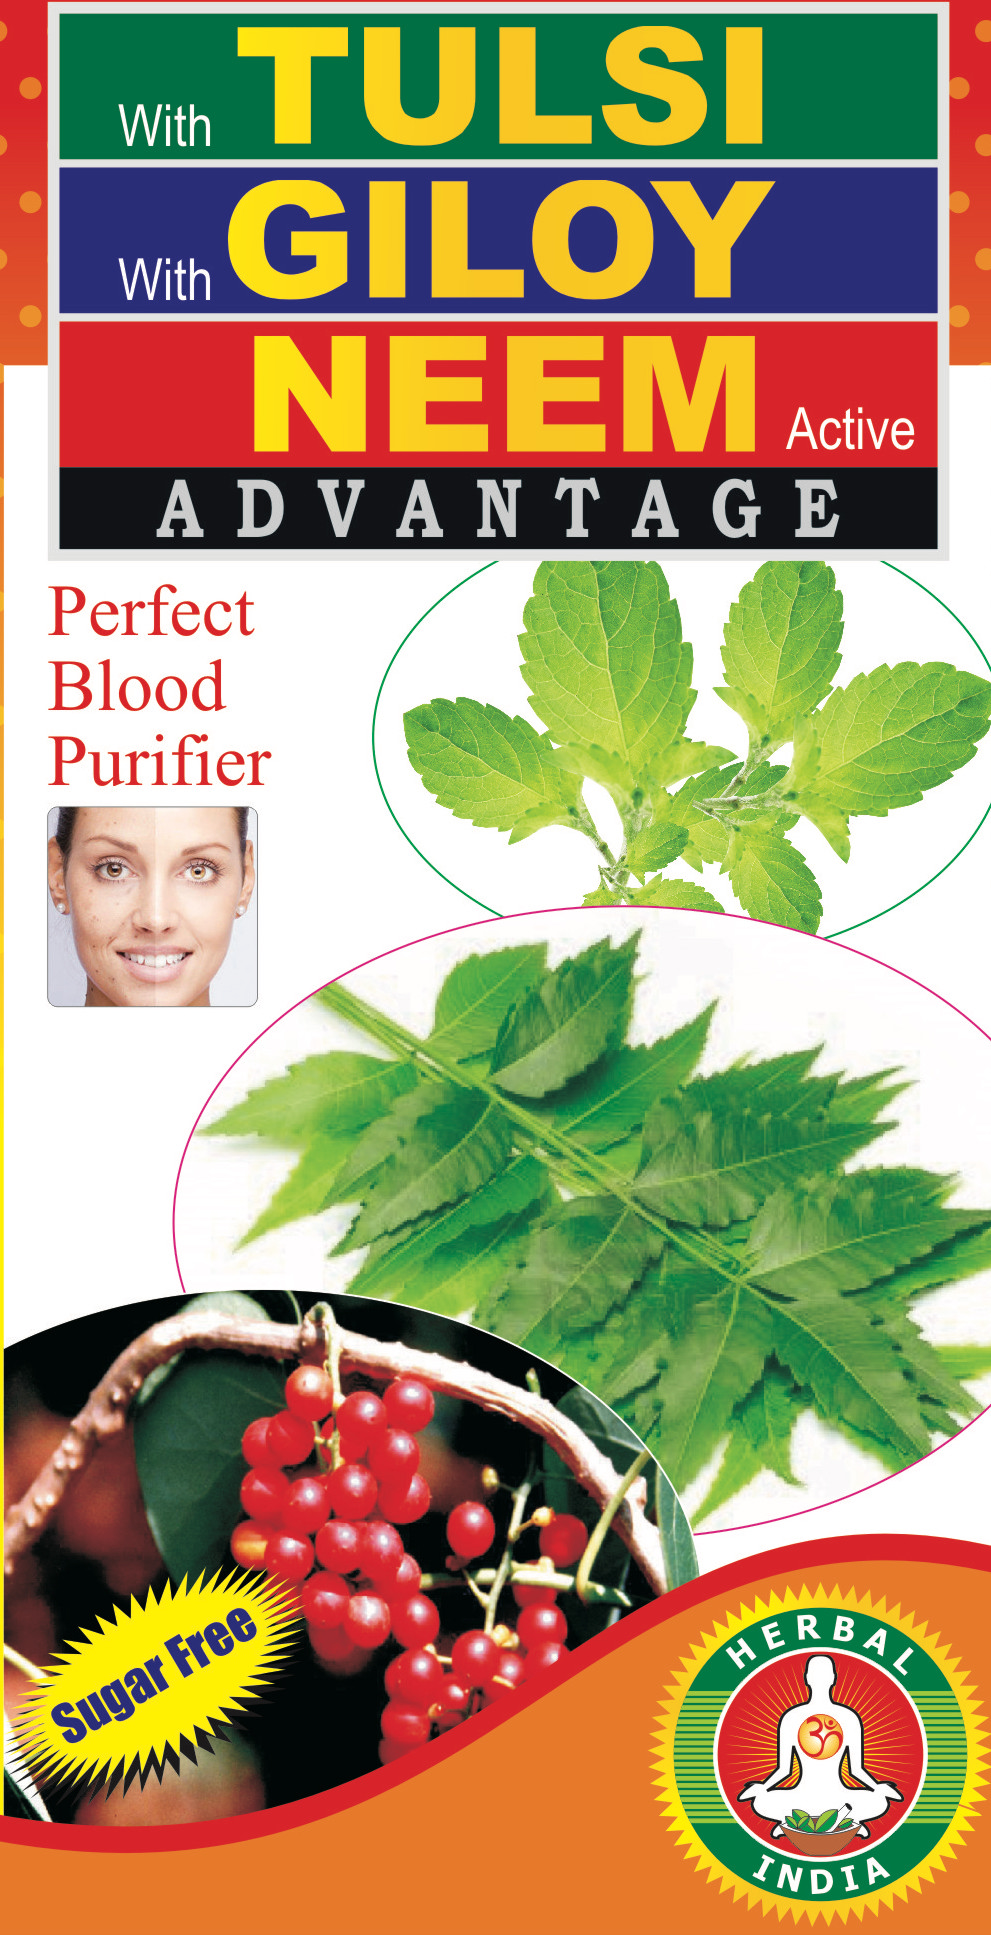 With TULSI
With GILOY
NEEM Active
ADVANTAGE
Perfect
Blood
Purifier
Sugar Free
HERBAL
ॐ
INDIA